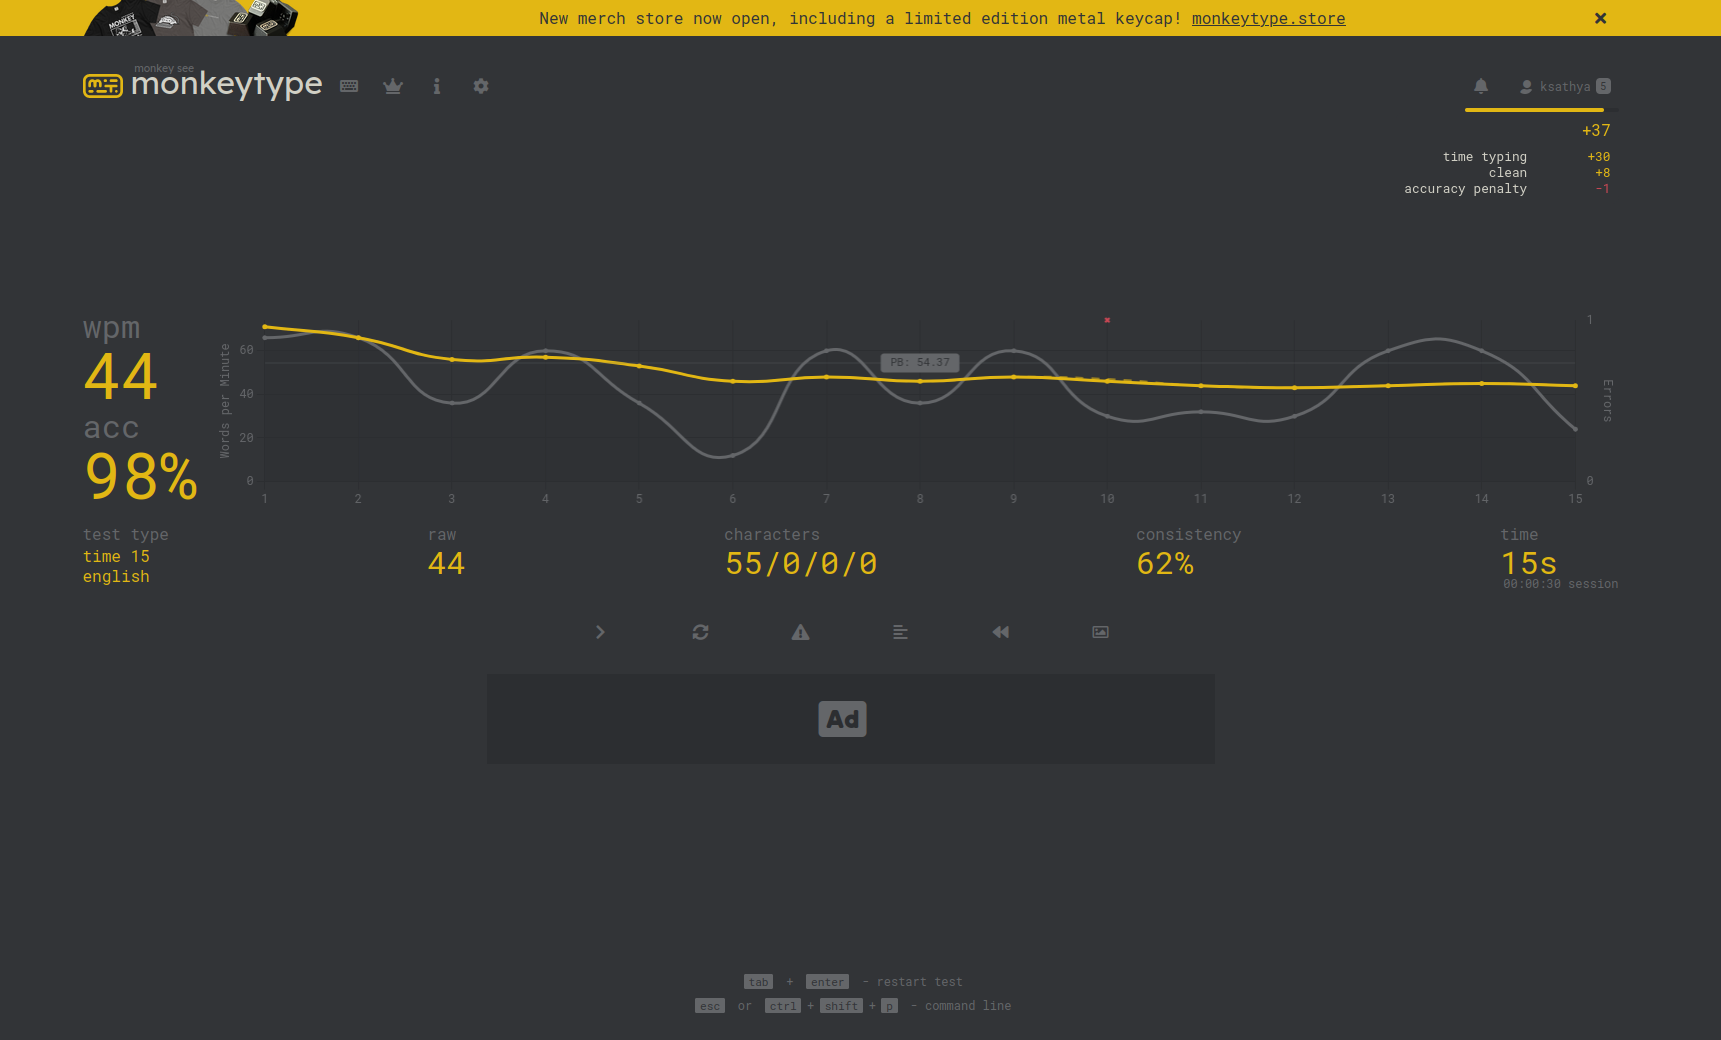 New merch store now open, including a limited edition metal keycap! monkeytype.store
MONKEY
monkey see
monkeytype
ksathya 5
+37
time typing +30
clean +8
accuracy penalty -1
wpm
44
acc
98%
Words per Minute
60
40
20
0
PB: 54.37
1
0
Errors
1 2 3 4 5 6 7 8 9 10 11 12 13 14 15
test type
time 15
english
raw
44
characters
55/0/0/0
consistency
62%
time
15s
00:00:30 session
Ad
tab + enter - restart test
esc or ctrl + shift + p - command line